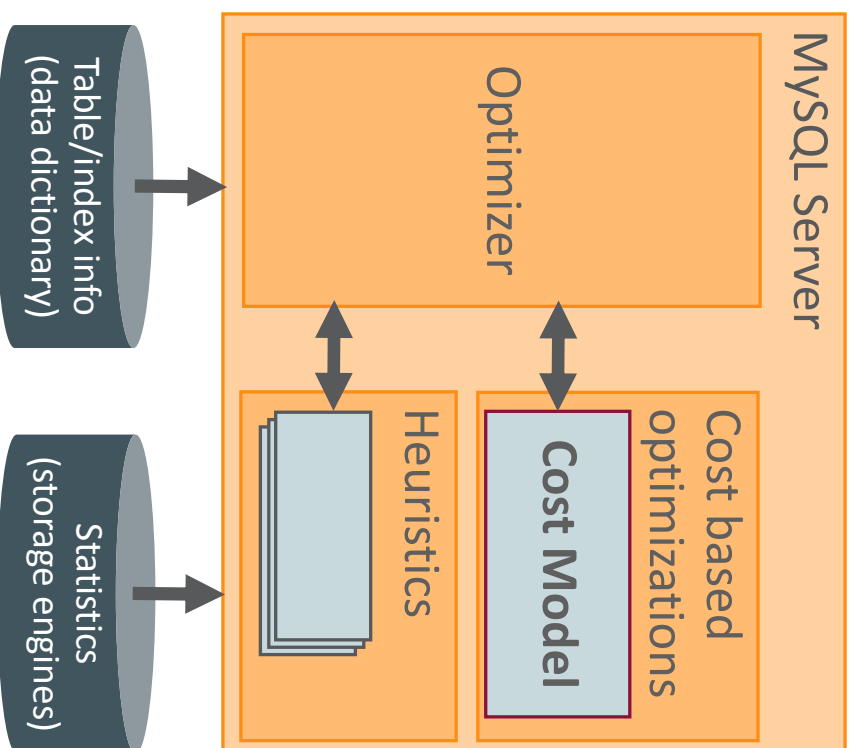 MySQL Server
Optimizer
Cost based
optimizations
Cost Model
Heuristics
Table/index info
(data dictionary)
Statistics
(storage engines)